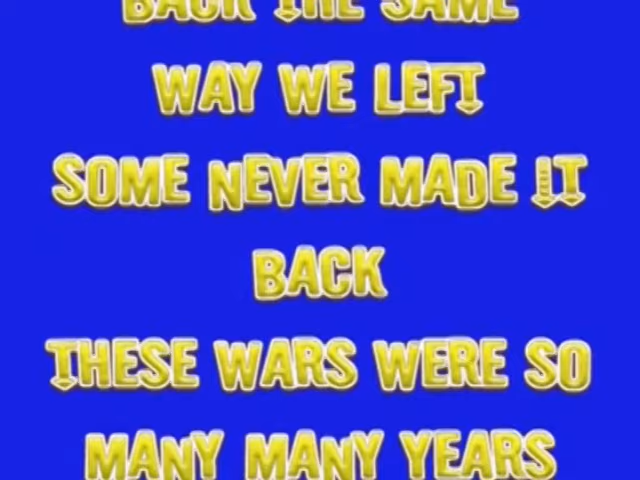 BACK THE SAME
WAY WE LEFT
SOME NEVER MADE IT
BACK
THESE WARS WERE SO
MANY MANY YEARS